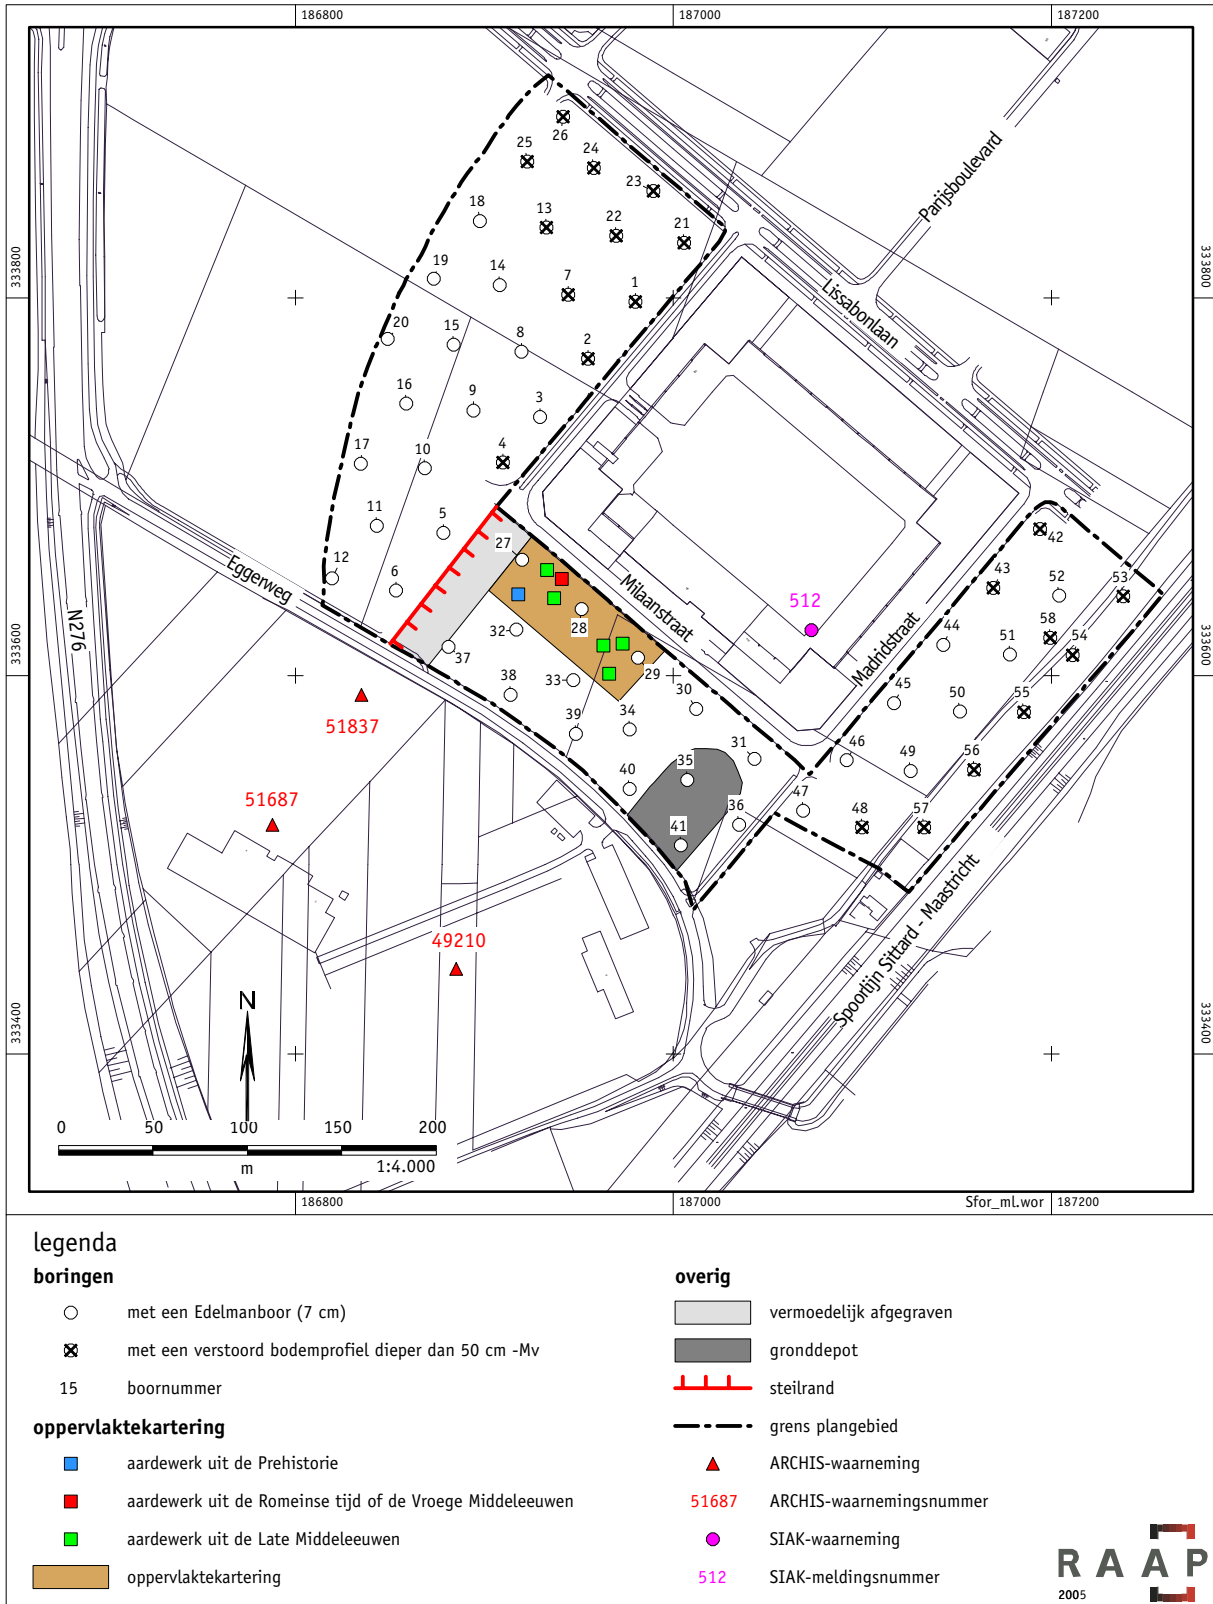 186800
187000
187200
26
25
24
23
18
13
22
21
Parijsboulevard
19
14
7
1
333800
333800
Lissabonlaan
20
15
8
2
16
9
3
17
10
4
11
5
27
12
6
Eggerweg
N276
28
32
Milaanstraat
512
Madridstraat
42
43
52
53
58
54
44
51
333600
333600
37
38
33
29
30
45
50
55
51837
39
34
31
46
49
56
35
40
51687
36
47
48
57
41
49210
Spoorlijn Sittard - Maastricht
N
333400
333400
0
50
100
150
200
m
1:4.000
Sfor_ml.wor
186800
187000
187200
legenda
boringen
met een Edelmanboor (7 cm)
met een verstoord bodemprofiel dieper dan 50 cm -Mv
15 boornummer
oppervlaktekartering
aardewerk uit de Prehistorie
aardewerk uit de Romeinse tijd of de Vroege Middeleeuwen
aardewerk uit de Late Middeleeuwen
oppervlaktekartering
overig
vermoedelijk afgegraven
gronddepot
steilrand
grens plangebied
ARCHIS-waarneming
51687 ARCHIS-waarnemingsnummer
SIAK-waarneming
512 SIAK-meldingsnummer
RAAP
2005